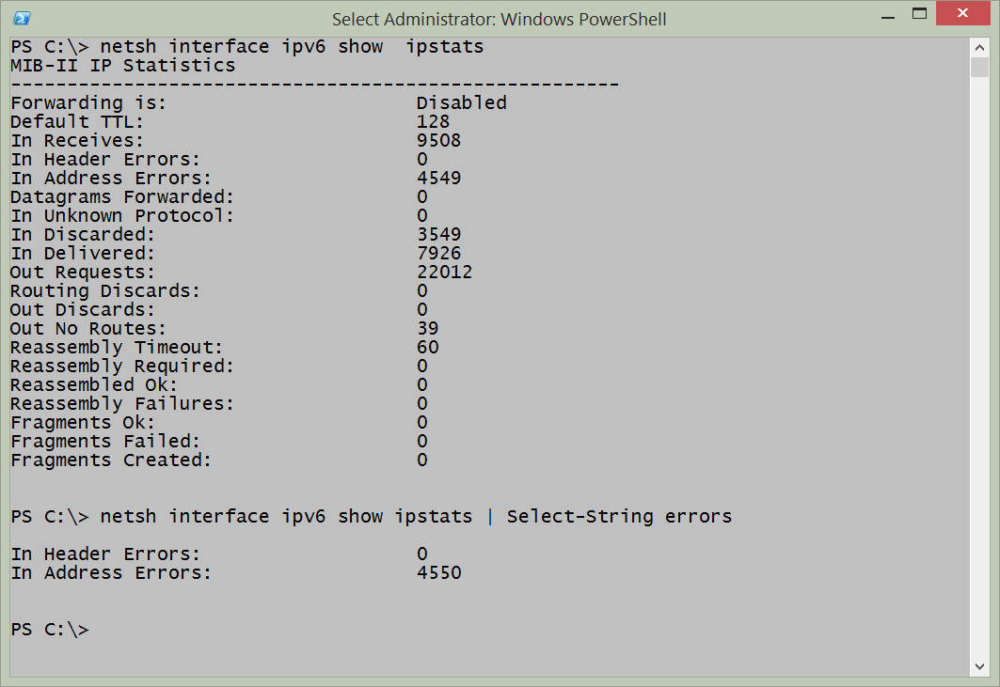 Select Administrator: Windows PowerShell
PS C:\> netsh interface ipv6 show  ipstats
MIB-II IP Statistics
------------------------------------------------------
Forwarding is:                      Disabled
Default TTL:                        128
In Receives:                        9508
In Header Errors:                   0
In Address Errors:                  4549
Datagrams Forwarded:                0
In Unknown Protocol:                0
In Discarded:                       3549
In Delivered:                       7926
Out Requests:                       22012
Routing Discards:                   0
Out Discards:                       0
Out No Routes:                      39
Reassembly Timeout:                 60
Reassembly Required:                0
Reassembled Ok:                     0
Reassembly Failures:                0
Fragments Ok:                       0
Fragments Failed:                   0
Fragments Created:                  0
PS C:\> netsh interface ipv6 show ipstats | Select-String errors
In Header Errors:                   0
In Address Errors:                  4550
PS C:\>